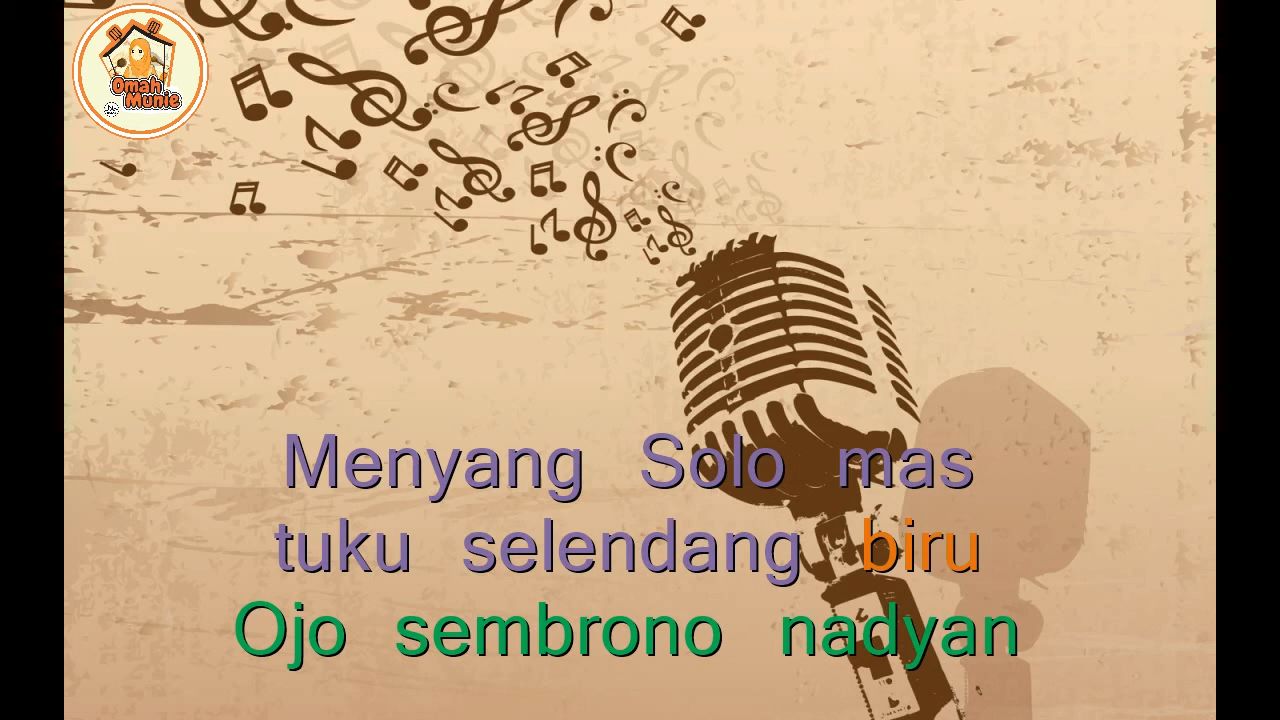 Omah
Munie
Menyang Solo mas
tuku selendang biru
Ojo sembrono nadyan